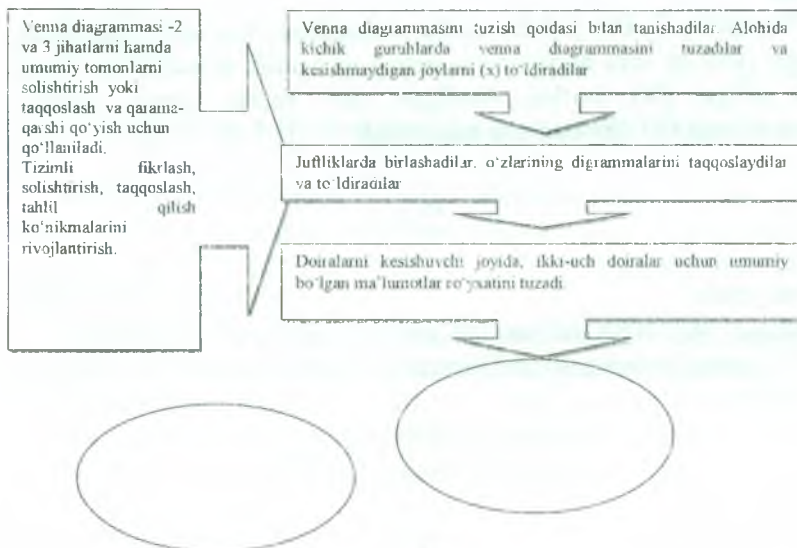 Venna diagrammasi -2
va 3 jihatlarni hamda
umumiy tomonlarni
solishtirish yoki
taqqoslash va qarama-
qarshi qo‘yish uchun
qo‘llaniladi.
Tizimli fikrlash,
solishtirish, taqqoslash,
tahlil qilish
ko‘nikmalarini
rivojlantirish.
Venna diagrammasini tuzish qoidasi bilan tanishadilar. Alohida
kichik guruhlarda venna diagrammasini tuzadilar va
kesishmaydigan joylarni (x) to‘ldiradilar
Juftliklarda birlashadilar, o‘zlarining digrammalarini taqqoslaydilar
va to‘ldiradilar
Doiralarni kesishuvchi joyida, ikki-uch doiralar uchun umumiy
bo‘lgan ma’lumotlar ro‘yxatini tuzadi